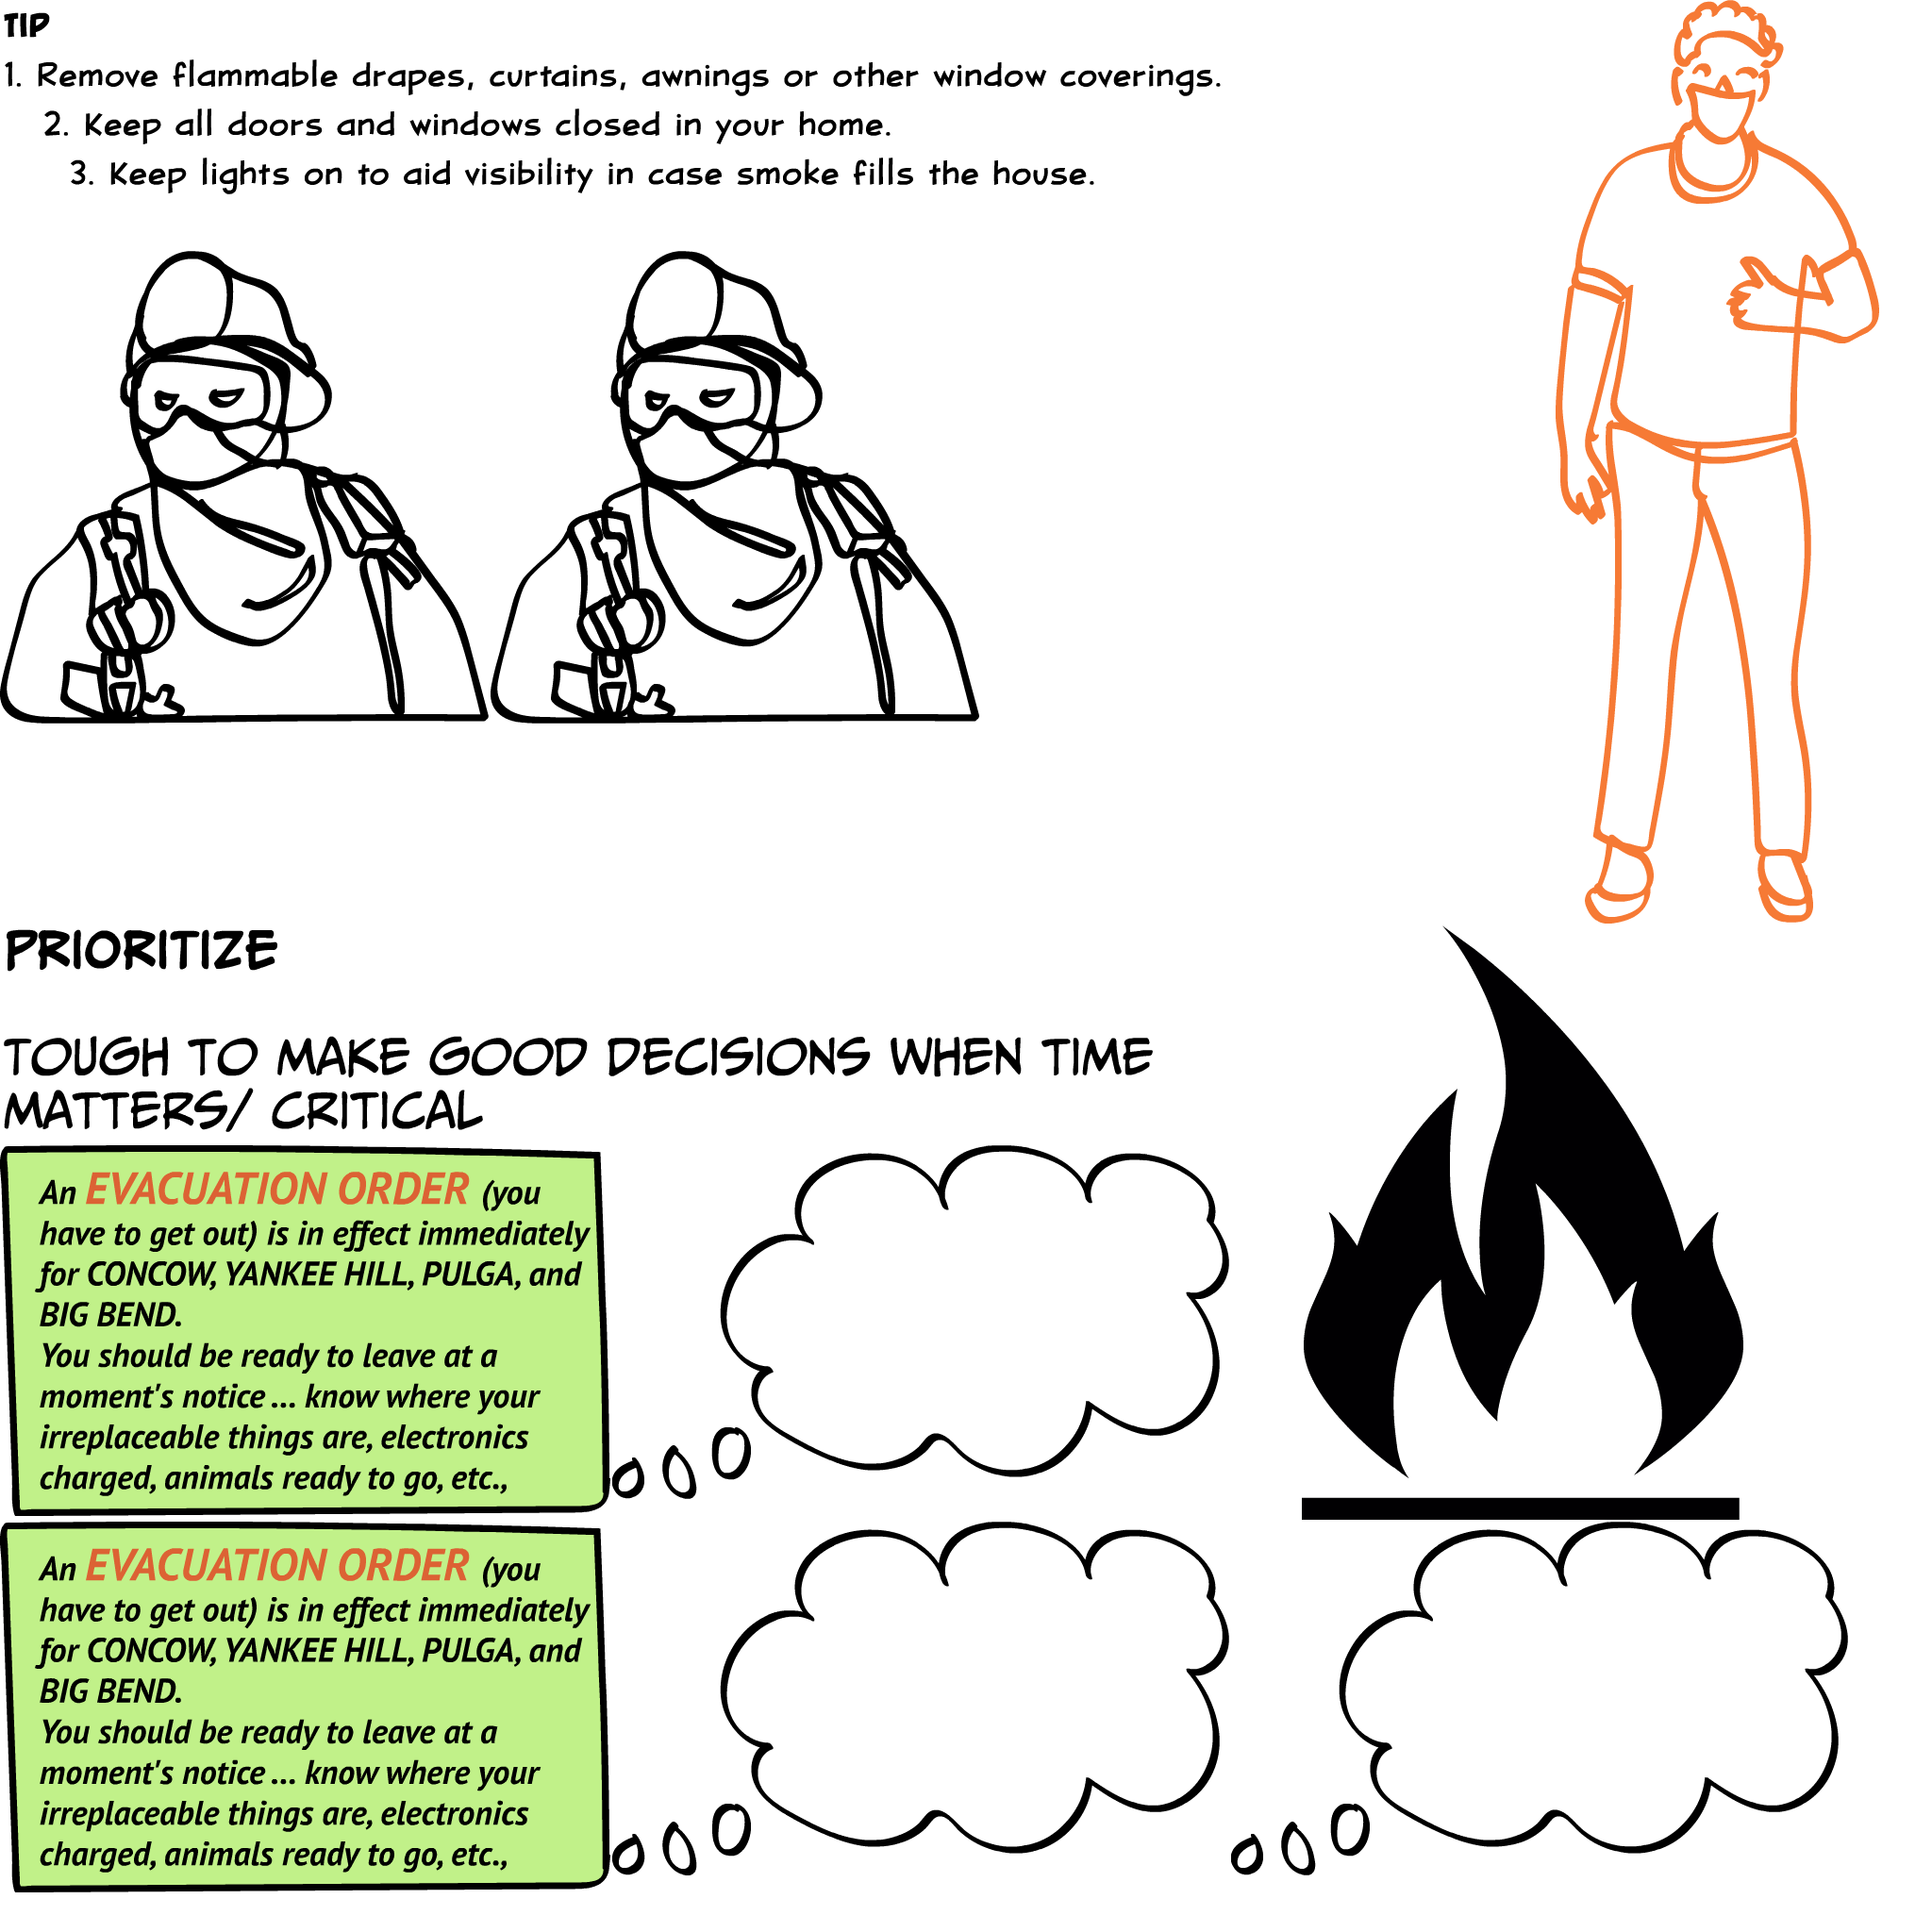 TIP
1. Remove flammable drapes, curtains, awnings or other window coverings.
2. Keep all doors and windows closed in your home.
3. Keep lights on to aid visibility in case smoke fills the house.
PRIORITIZE
TOUGH TO MAKE GOOD DECISIONS WHEN TIME
MATTERS/ CRITICAL
An EVACUATION ORDER (you
have to get out) is in effect immediately
for CONCOW, YANKEE HILL, PULGA, and
BIG BEND.
You should be ready to leave at a
moment's notice ... know where your
irreplaceable things are, electronics
charged, animals ready to go, etc.,
An EVACUATION ORDER (you
have to get out) is in effect immediately
for CONCOW, YANKEE HILL, PULGA, and
BIG BEND.
You should be ready to leave at a
moment's notice ... know where your
irreplaceable things are, electronics
charged, animals ready to go, etc.,